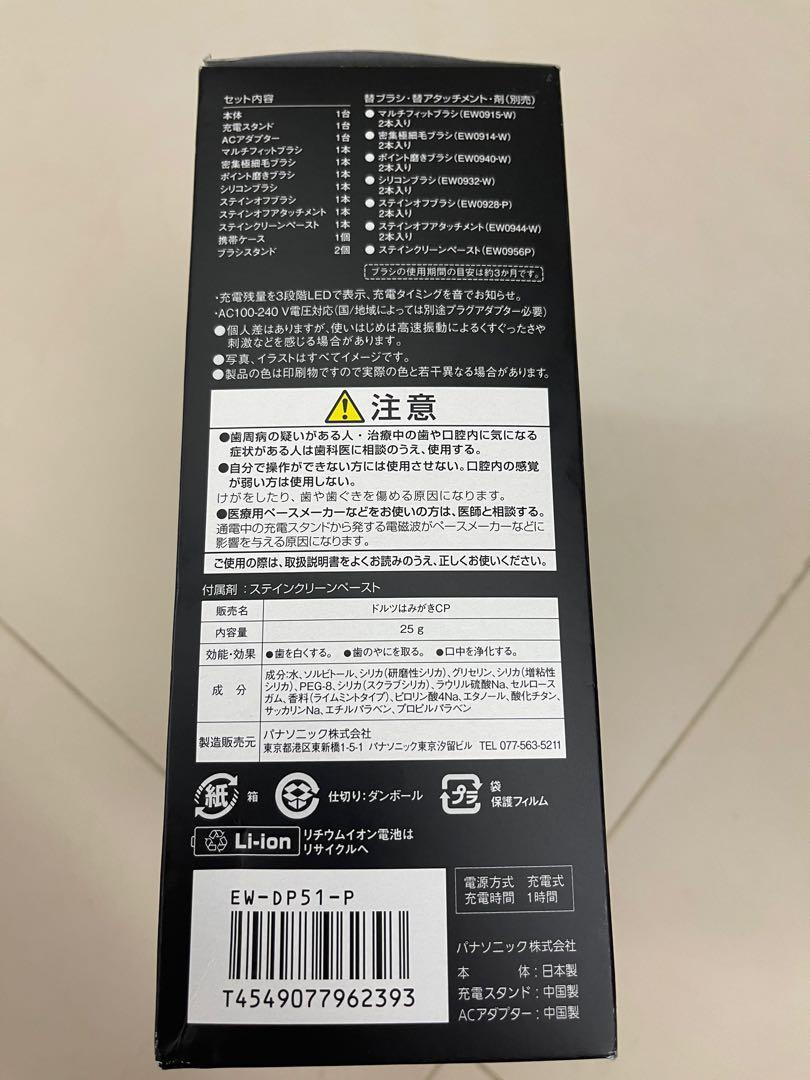 セット内容
本体 1台
充電スタンド 1台
ACアダプター 1台
マルチフィットブラシ 1本
密集極細毛ブラシ 1本
ポイント磨きブラシ 1本
シリコンブラシ 1本
ステインオフブラシ 1本
ステインオフアタッチメント 1本
ステインクリーンペースト 1本
携帯ケース 1個
ブラシスタンド 2個
替ブラシ・替アタッチメント・剤(別売)
●マルチフィットブラシ(EW0915-W)
2本入り
●密集極細毛ブラシ(EW0914-W)
2本入り
●ポイント磨きブラシ(EW0940-W)
2本入り
●シリコンブラシ(EW0932-W)
2本入り
●ステインオフブラシ(EW0928-P)
2本入り
●ステインオフアタッチメント(EW0944-W)
2本入り
●ステインクリーンペースト(EW0956P)
ブラシの使用期間の目安は約3か月です。
・充電残量を3段階LEDで表示、充電タイミングを音でお知らせ。
・AC100-240 V電圧対応(国/地域によっては別途プラグアダプター必要)
●個人差はありますが、使いはじめは高速振動によるくすぐったさや
刺激などを感じる場合があります。
●写真、イラストはすべてイメージです。
●製品の色は印刷物ですので実際の色と若干異なる場合があります。
注意
●歯周病の疑いがある人・治療中の歯や口腔内に気になる
症状がある人は歯科医に相談のうえ、使用する。
●自分で操作ができない方には使用させない。口腔内の感覚
が弱い方は使用しない。
けがをしたり、歯や歯ぐきを傷める原因になります。
●医療用ペースメーカーなどをお使いの方は、医師と相談する。
通電中の充電スタンドから発する電磁波がペースメーカーなどに
影響を与える原因になります。
ご使用の際は、取扱説明書をよくお読みのうえ、正しくお使いください。
付属剤:ステインクリーンペースト
販売名 ドルツはみがきCP
内容量 25g
効能・効果 ●歯を白くする。 ●歯のやにを取る。 ●口中を浄化する。
成分 成分:水、ソルビトール、シリカ(研磨性シリカ)、グリセリン、シリカ(増粘性
シリカ)、PEG-8、シリカ(スクラブシリカ)、ラウリル硫酸Na、セルロース
ガム、香料(ライムミントタイプ)、ピロリン酸4Na、エタノール、酸化チタン、
サッカリンNa、エチルパラベン、プロピルパラベン
製造販売元 パナソニック株式会社
東京都港区東新橋1-5-1 パナソニック東京汐留ビル TEL 077-563-5211
紙 箱
仕切り:ダンボール
プラ 袋
保護フィルム
Li-ion リチウムイオン電池は
リサイクルへ
EW-DP51-P
T4549077962393
電源方式 充電式
充電時間 1時間
パナソニック株式会社
本体:日本製
充電スタンド:中国製
ACアダプター:中国製